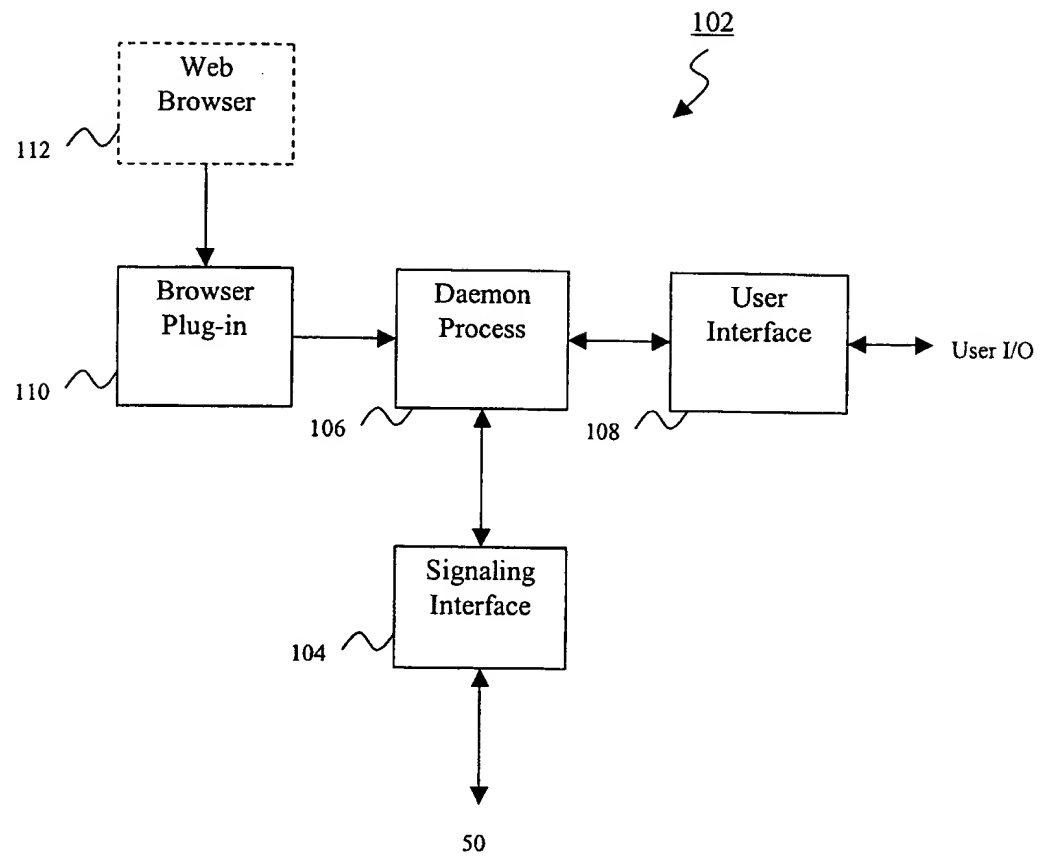 102
Web
Browser
112
Browser
Plug-in
110
Daemon
Process
106
User
Interface
108
User I/O
Signaling
Interface
104
50